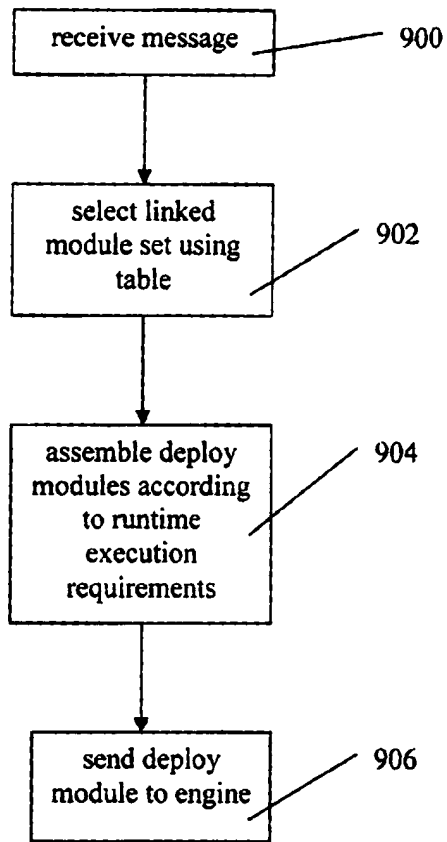 receive message
900
select linked
module set using
table
902
assemble deploy
modules according
to runtime
execution
requirements
904
send deploy
module to engine
906